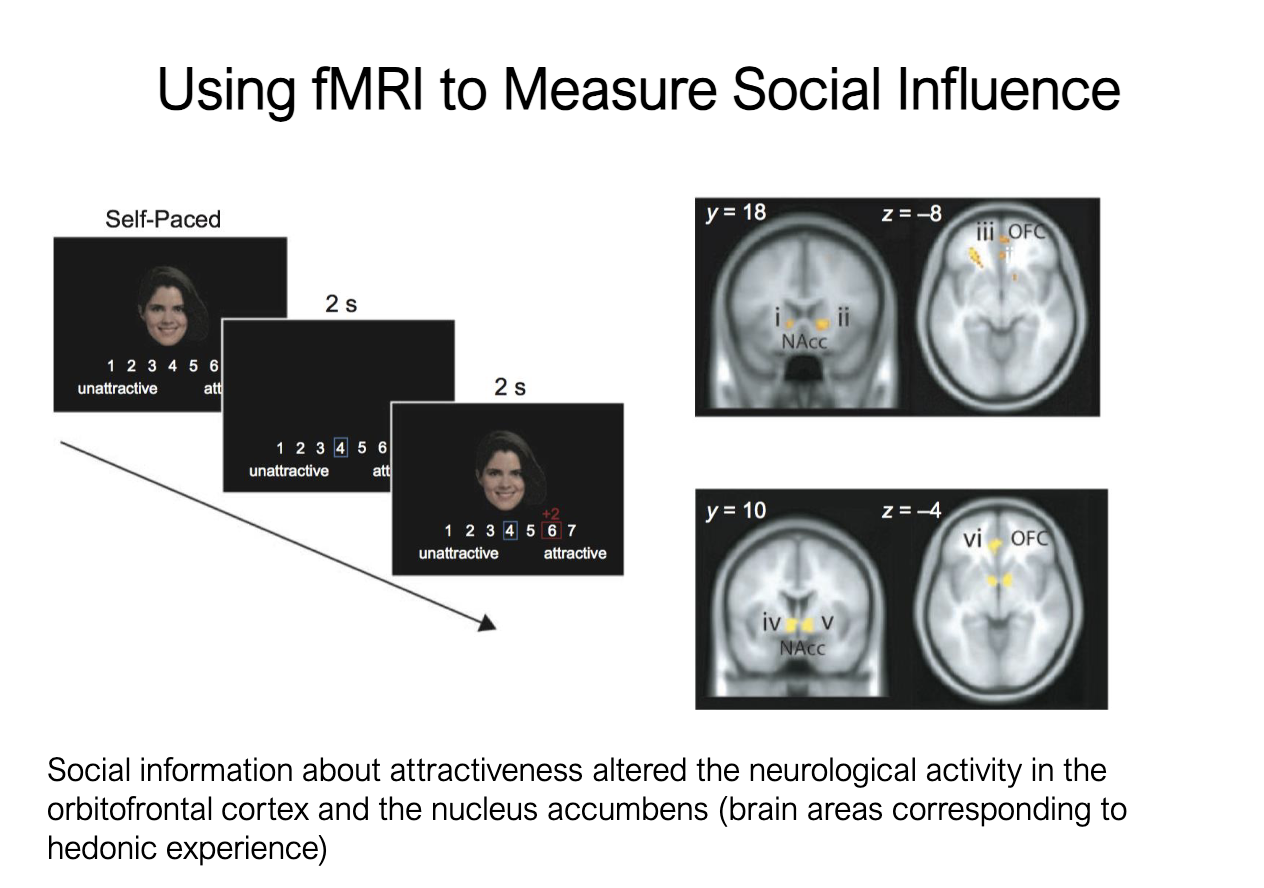 Using fMRI to Measure Social Influence
Self-Paced
1 2 3 4 5 6
unattractive att
2 s
1 2 3 4 5 6
unattractive att
2 s
+2
1 2 3 4 5 6 7
unattractive attractive
y = 18 z = –8
iii OFC
i ii
NAcc
y = 10 z = –4
vi OFC
iv v
NAcc
Social information about attractiveness altered the neurological activity in the
orbitofrontal cortex and the nucleus accumbens (brain areas corresponding to
hedonic experience)